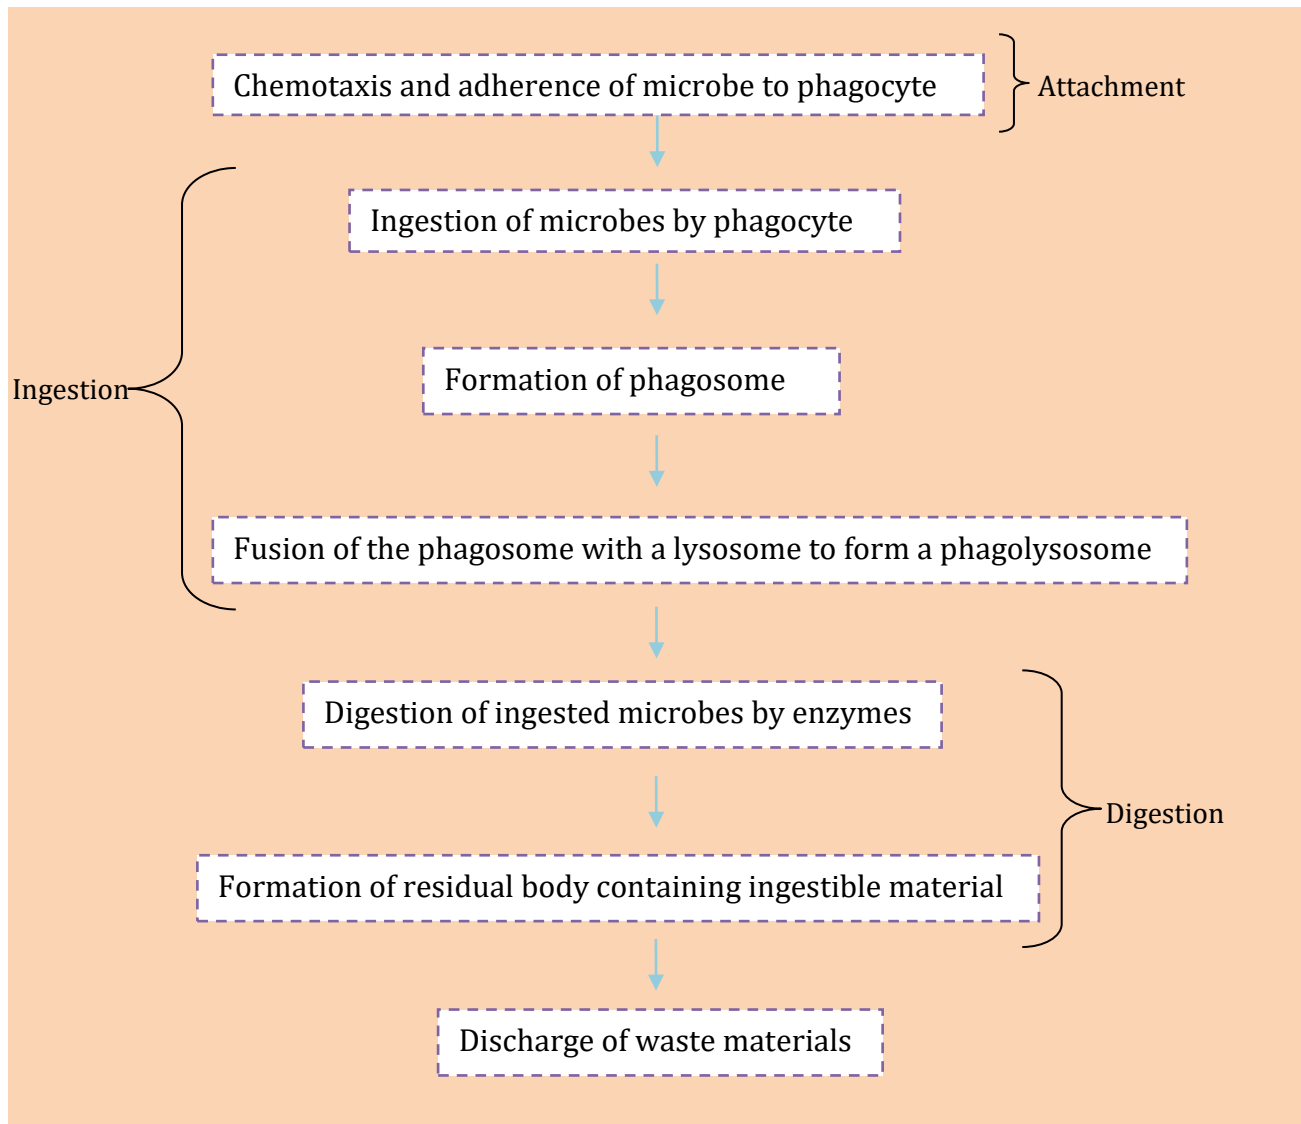 Chemotaxis and adherence of microbe to phagocyte
Attachment
Ingestion of microbes by phagocyte
Formation of phagosome
Ingestion
Fusion of the phagosome with a lysosome to form a phagolysosome
Digestion of ingested microbes by enzymes
Digestion
Formation of residual body containing ingestible material
Discharge of waste materials